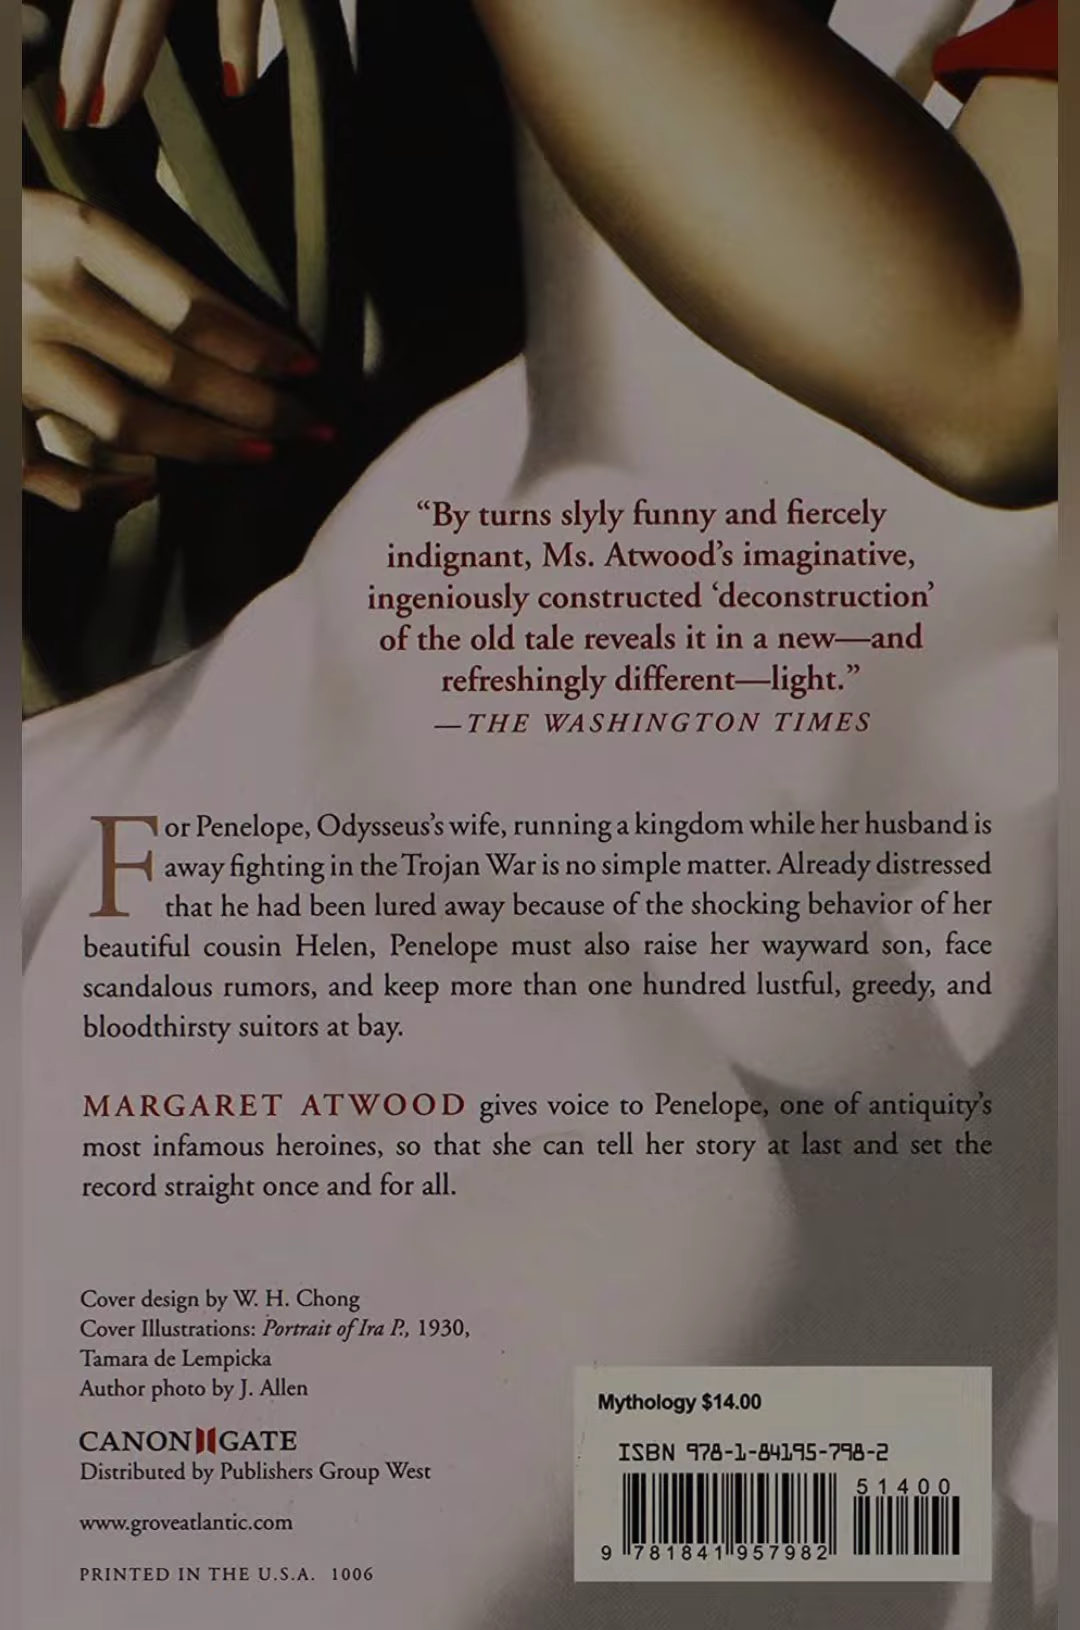 “By turns slyly funny and fiercely
indignant, Ms. Atwood’s imaginative,
ingeniously constructed ‘deconstruction’
of the old tale reveals it in a new—and
refreshingly different—light.”
—THE WASHINGTON TIMES
For Penelope, Odysseus’s wife, running a kingdom while her husband is
away fighting in the Trojan War is no simple matter. Already distressed
that he had been lured away because of the shocking behavior of her
beautiful cousin Helen, Penelope must also raise her wayward son, face
scandalous rumors, and keep more than one hundred lustful, greedy, and
bloodthirsty suitors at bay.
MARGARET ATWOOD gives voice to Penelope, one of antiquity’s
most infamous heroines, so that she can tell her story at last and set the
record straight once and for all.
Cover design by W. H. Chong
Cover Illustrations: Portrait of Ira P., 1930,
Tamara de Lempicka
Author photo by J. Allen
CANONGATE
Distributed by Publishers Group West
www.groveatlantic.com
PRINTED IN THE U.S.A. 1006
Mythology $14.00
ISBN 978-1-84195-798-2
51400
9 781841 957982